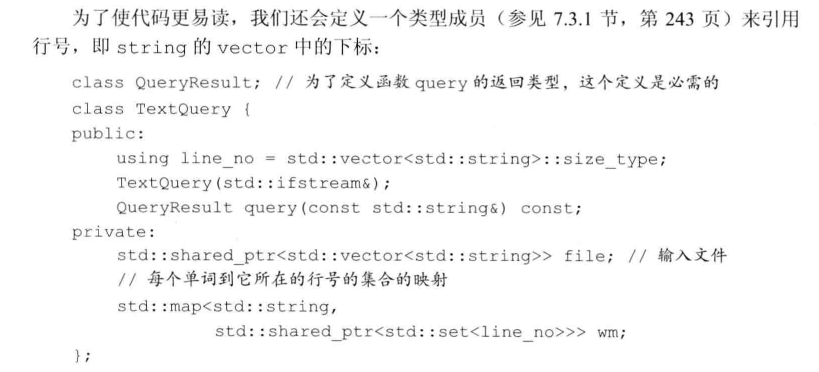 为了使代码更易读，我们还会定义一个类型成员（参见 7.3.1 节，第 243 页）来引用
行号，即 string 的 vector 中的下标：
class QueryResult; // 为了定义函数 query 的返回类型，这个定义是必需的
class TextQuery {
public:
    using line_no = std::vector<std::string>::size_type;
    TextQuery(std::ifstream&);
    QueryResult query(const std::string&) const;
private:
    std::shared_ptr<std::vector<std::string>> file; // 输入文件
    // 每个单词到它所在的行号的集合的映射
    std::map<std::string,
             std::shared_ptr<std::set<line_no>>> wm;
};